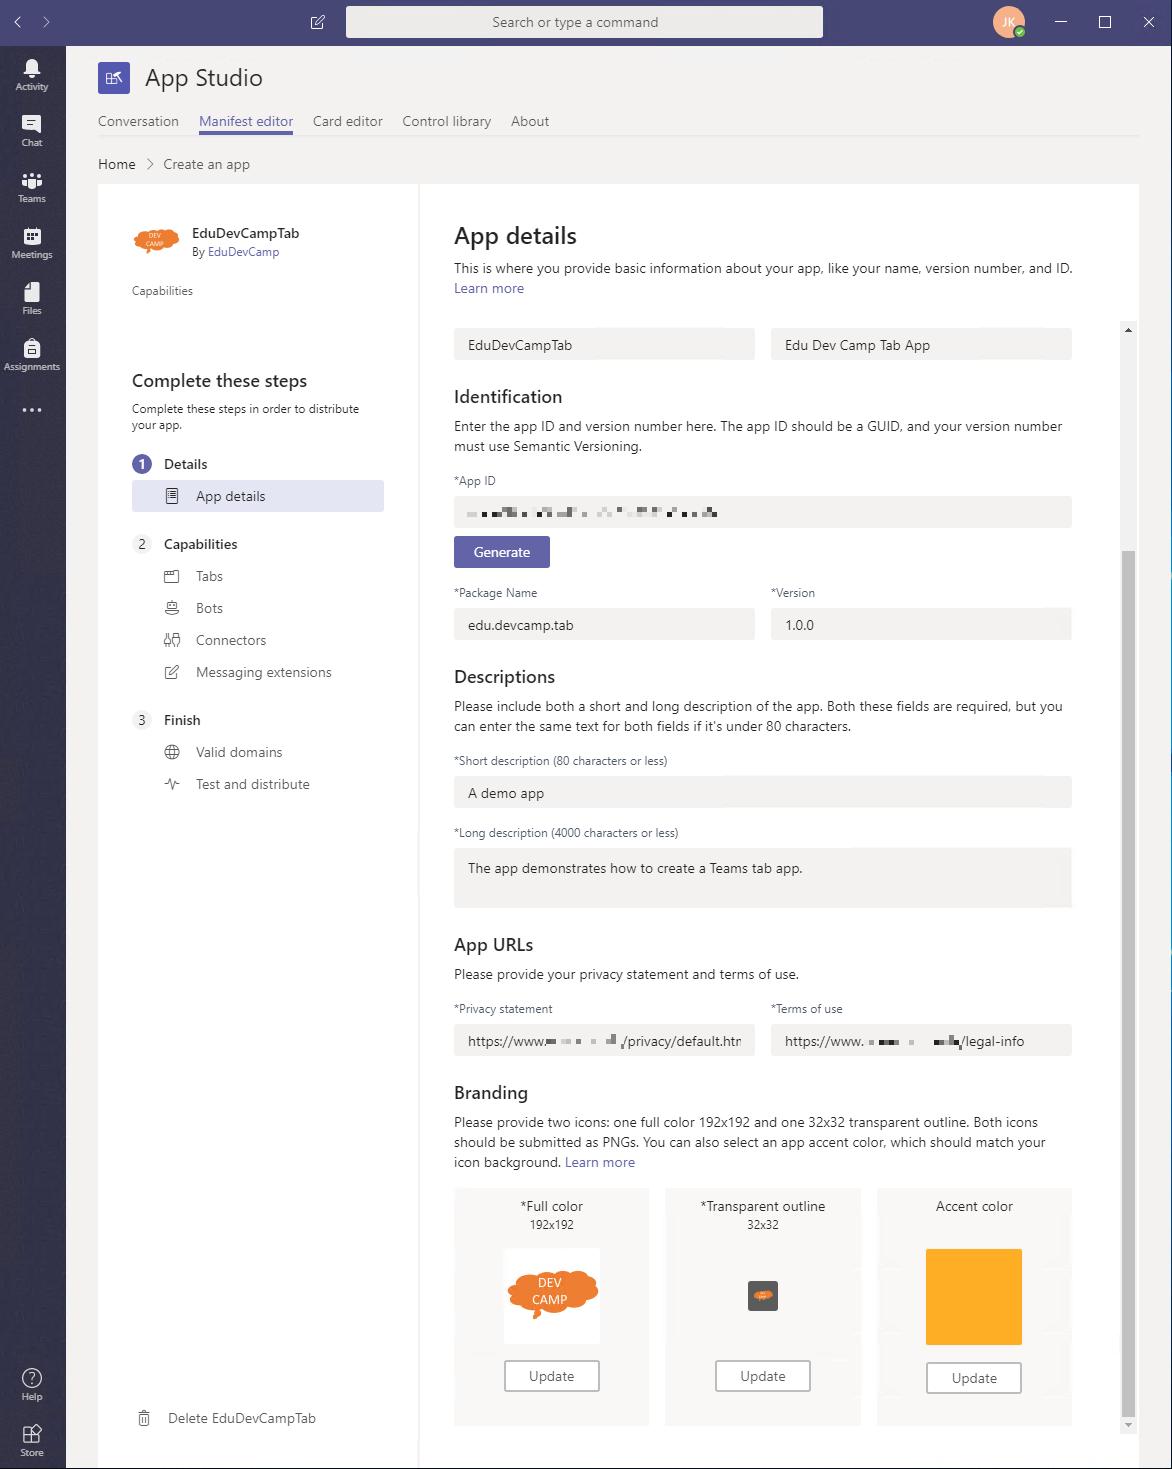 Search or type a command
JK
Activity
Chat
Teams
Meetings
Files
Assignments
Help
Store
App Studio
Conversation Manifest editor Card editor Control library About
Home Create an app
DEV
CAMP
EduDevCampTab
By EduDevCamp
Capabilities
Complete these steps
Complete these steps in order to distribute
your app.
1 Details
App details
2 Capabilities
Tabs
Bots
Connectors
Messaging extensions
3 Finish
Valid domains
Test and distribute
Delete EduDevCampTab
App details
This is where you provide basic information about your app, like your name, version number, and ID.
Learn more
EduDevCampTab Edu Dev Camp Tab App
Identification
Enter the app ID and version number here. The app ID should be a GUID, and your version number
must use Semantic Versioning.
*App ID
Generate
*Package Name *Version
edu.devcamp.tab 1.0.0
Descriptions
Please include both a short and long description of the app. Both these fields are required, but you
can enter the same text for both fields if it's under 80 characters.
*Short description (80 characters or less)
A demo app
*Long description (4000 characters or less)
The app demonstrates how to create a Teams tab app.
App URLs
Please provide your privacy statement and terms of use.
*Privacy statement *Terms of use
https://www. /privacy/default.htm https://www. /legal-info
Branding
Please provide two icons: one full color 192x192 and one 32x32 transparent outline. Both icons
should be submitted as PNGs. You can also select an app accent color, which should match your
icon background. Learn more
*Full color *Transparent outline Accent color
192x192 32x32
DEV
CAMP
Update Update Update